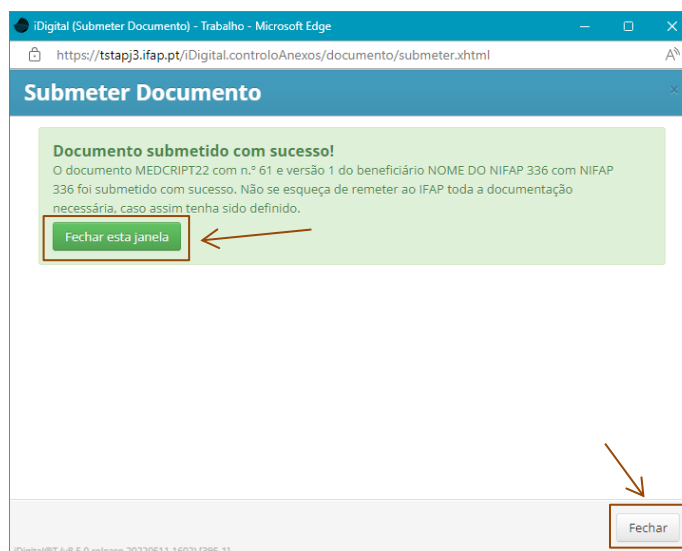 iDigital (Submeter Documento) - Trabalho - Microsoft Edge
https://tstapj3.ifap.pt/iDigital.controloAnexos/documento/submeter.xhtml
Submeter Documento
Documento submetido com sucesso!
O documento MEDCRIPT22 com n.º 61 e versão 1 do beneficiário NOME DO NIFAP 336 com NIFAP
336 foi submetido com sucesso. Não se esqueça de remeter ao IFAP toda a documentação
necessária, caso assim tenha sido definido.
Fechar esta janela
Fechar